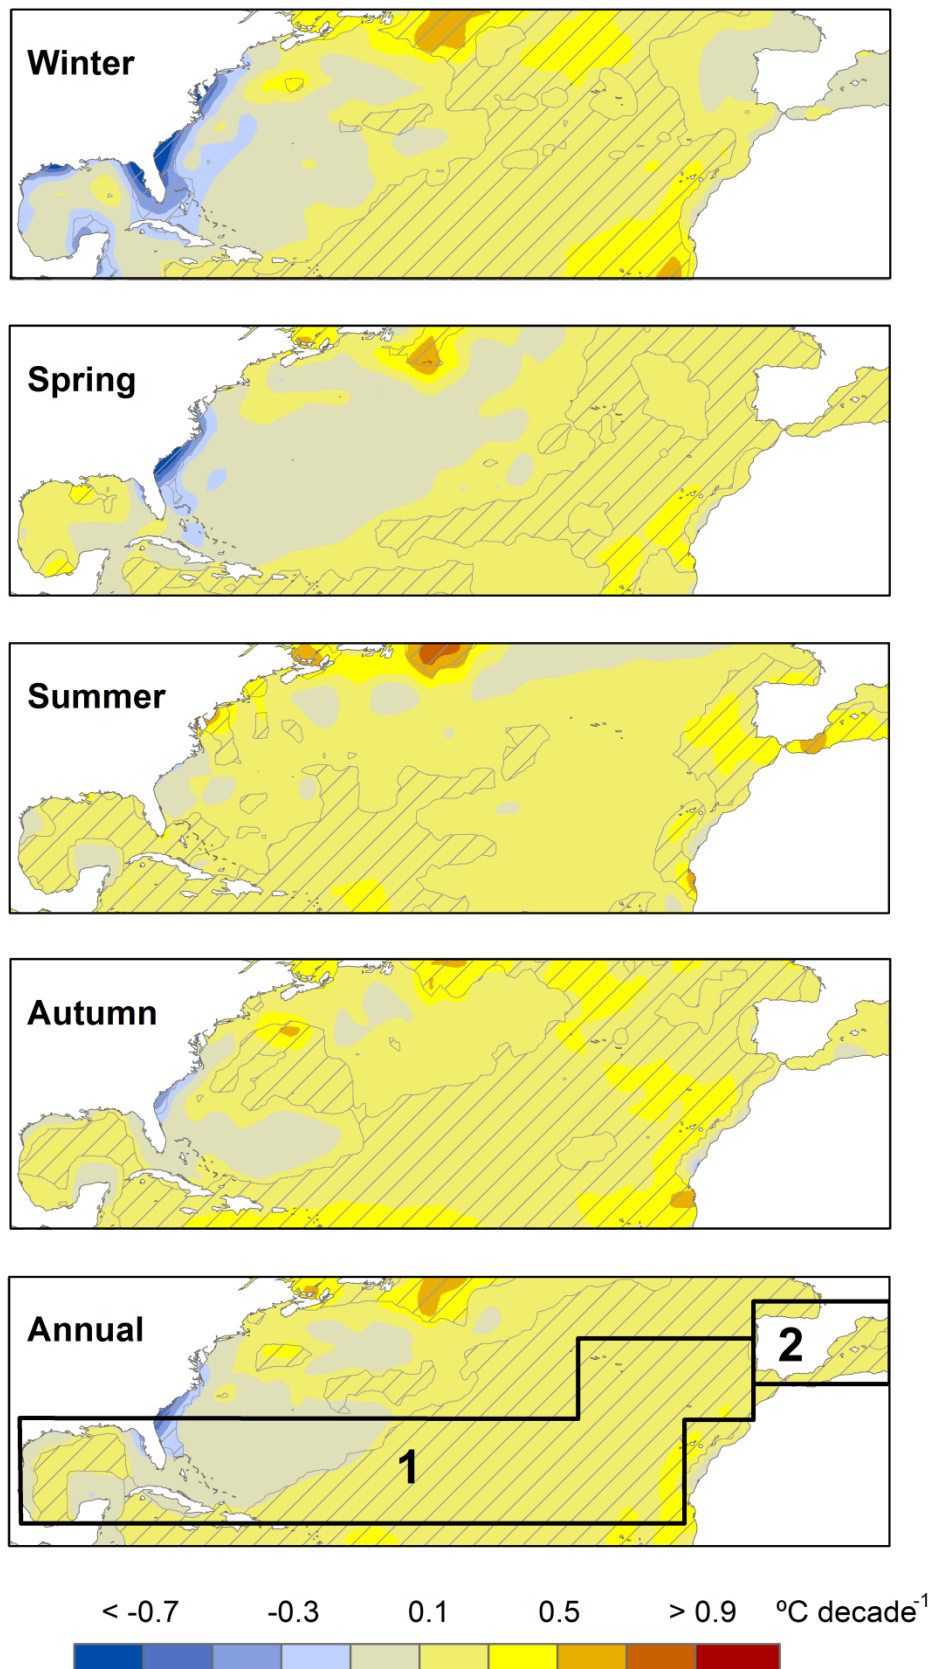 Winter
Spring
Summer
Autumn
Annual
2
1
< -0.7 -0.3 0.1 0.5 > 0.9 ºC decade⁻¹